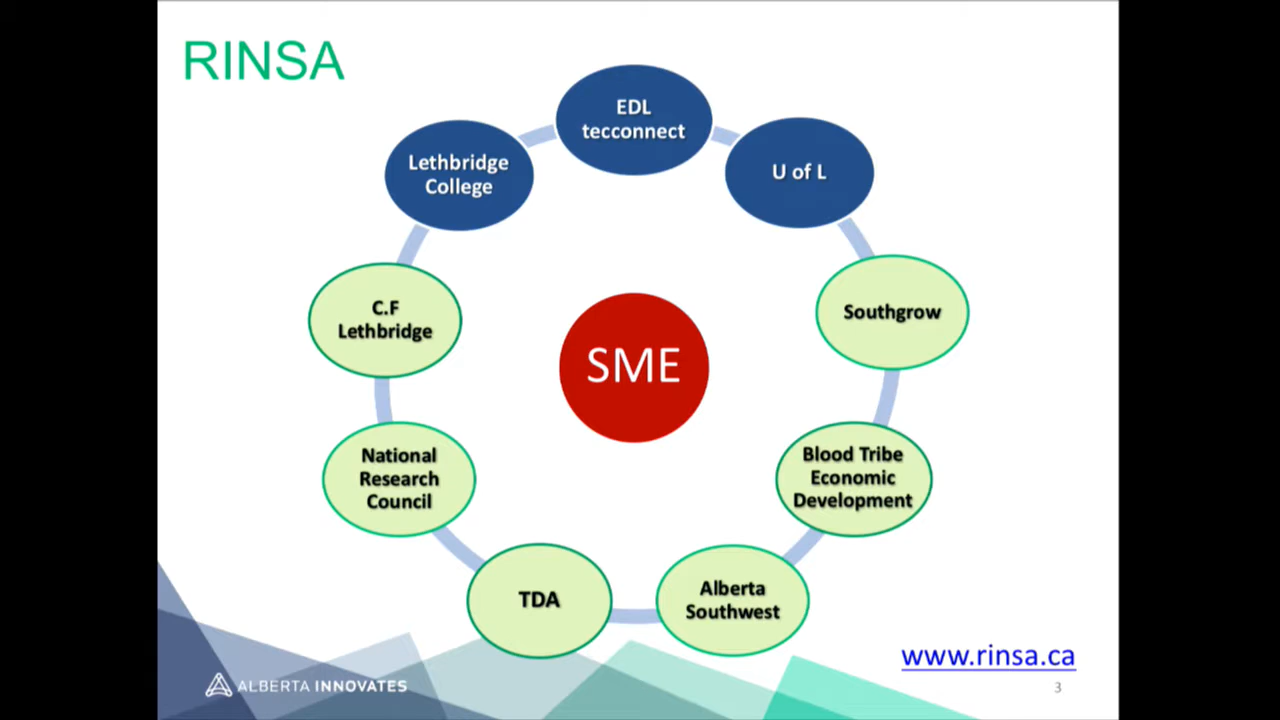 RINSA
EDL
tecconnect
Lethbridge
College
U of L
C.F
Lethbridge
Southgrow
SME
National
Research
Council
Blood Tribe
Economic
Development
TDA
Alberta
Southwest
www.rinsa.ca
ALBERTA INNOVATES
3